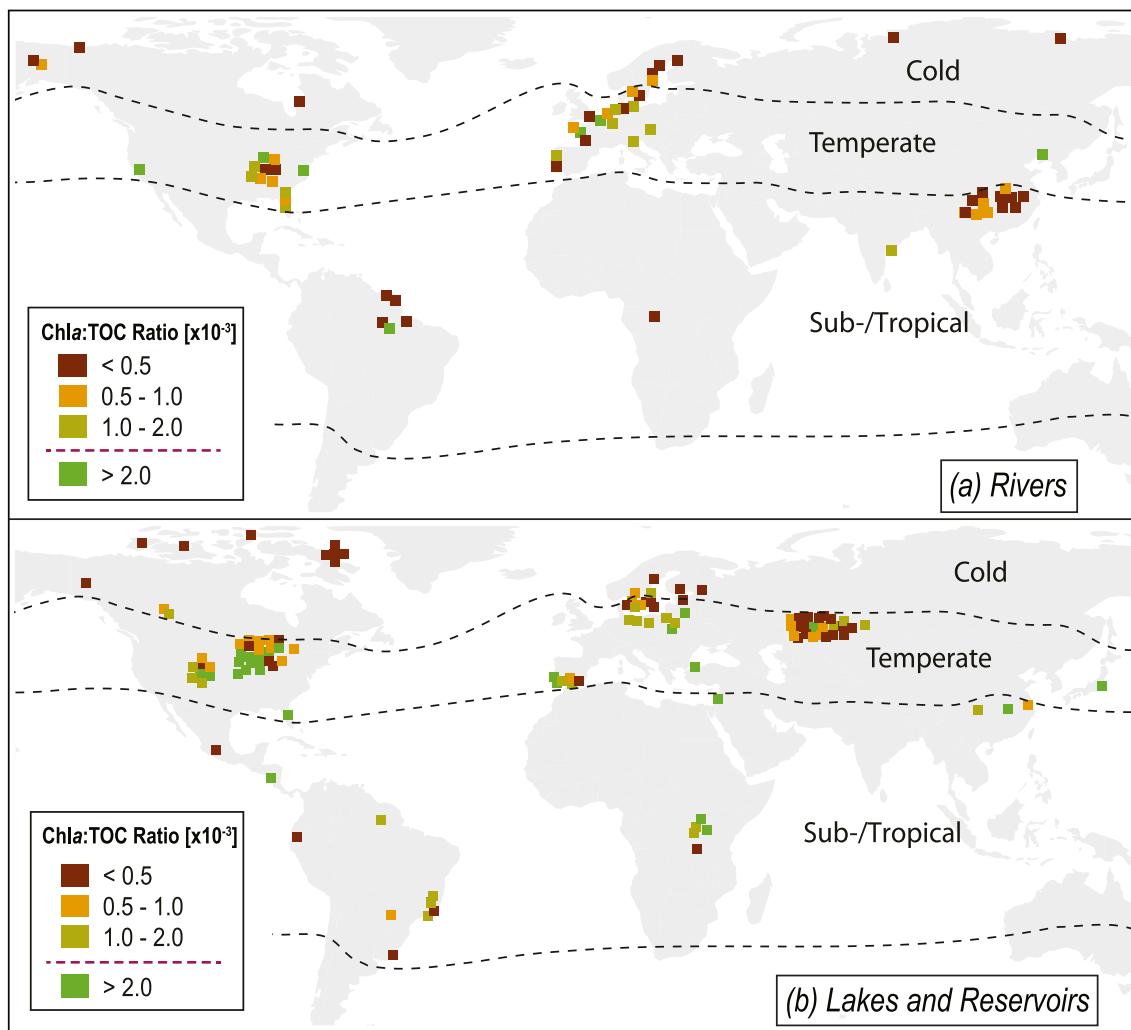 Cold
Temperate
Sub-/Tropical
Chla:TOC Ratio [x10⁻³]
< 0.5
0.5 - 1.0
1.0 - 2.0
> 2.0
(a) Rivers
Cold
Temperate
Sub-/Tropical
Chla:TOC Ratio [x10⁻³]
< 0.5
0.5 - 1.0
1.0 - 2.0
> 2.0
(b) Lakes and Reservoirs